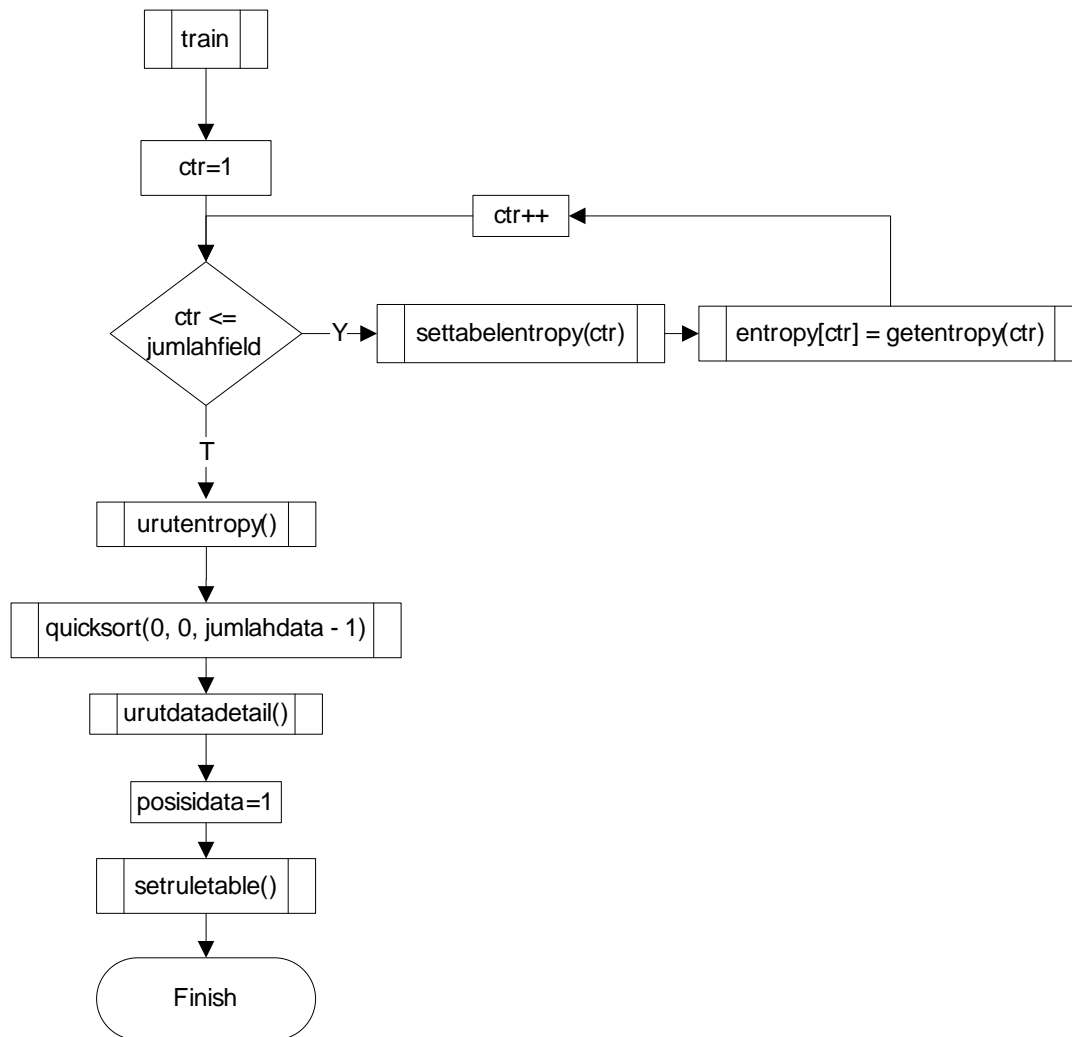 train
ctr=1
ctr++
ctr <=
jumlahfield
Y
settabelentropy(ctr)
entropy[ctr] = getentropy(ctr)
T
urutentropy()
quicksort(0, 0, jumlahdata - 1)
urutdatadetail()
posisidata=1
setruletable()
Finish